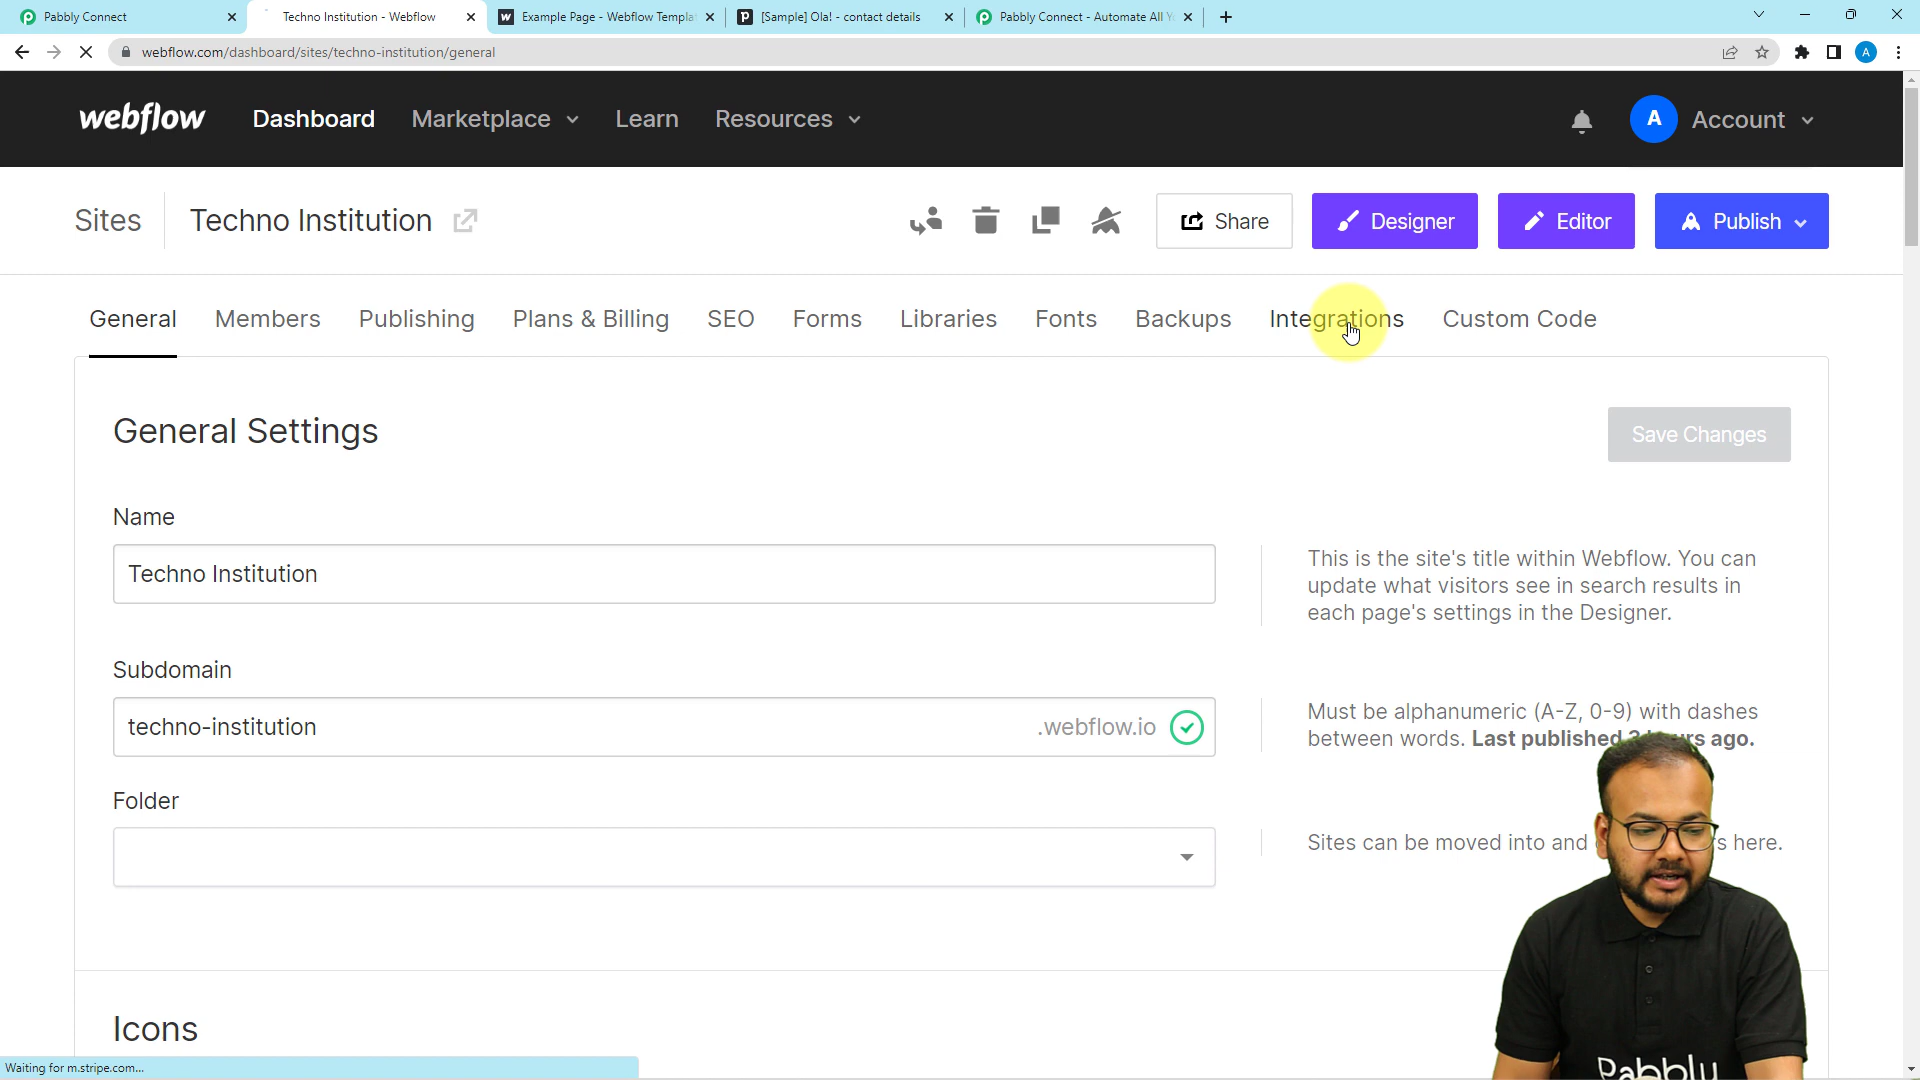 Pabbly Connect
Techno Institution - Webflow
Example Page - Webflow Templa
[Sample] Ola! - contact details
Pabbly Connect - Automate All Y
webflow.com/dashboard/sites/techno-institution/general
A
webflow
Dashboard
Marketplace
Learn
Resources
A
Account
Sites
Techno Institution
Share
Designer
Editor
Publish
General
Members
Publishing
Plans & Billing
SEO
Forms
Libraries
Fonts
Backups
Integrations
Custom Code
General Settings
Save Changes
Name
Techno Institution
This is the site's title within Webflow. You can
update what visitors see in search results in
each page's settings in the Designer.
Subdomain
techno-institution
.webflow.io
Must be alphanumeric (A-Z, 0-9) with dashes
between words. Last published ago.
Folder
Sites can be moved into and here.
Icons
Waiting for m.stripe.com...
Pabbly